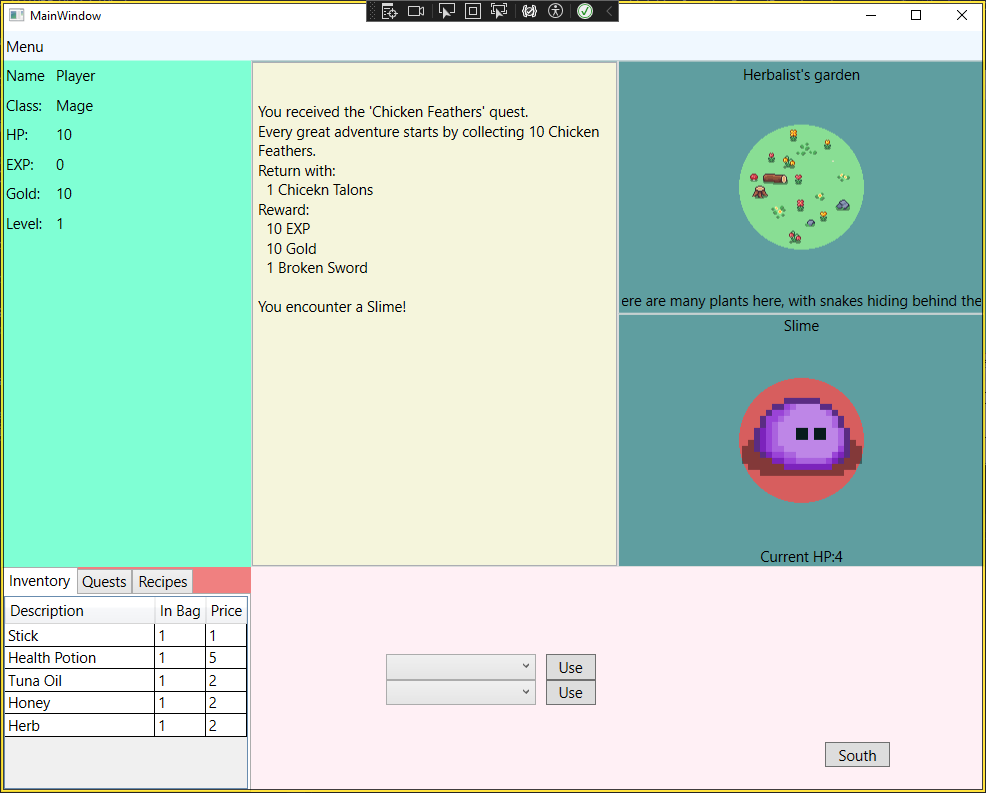 MainWindow
Menu
Name Player
Class: Mage
HP: 10
EXP: 0
Gold: 10
Level: 1
You received the 'Chicken Feathers' quest.
Every great adventure starts by collecting 10 Chicken
Feathers.
Return with:
1 Chicekn Talons
Reward:
10 EXP
10 Gold
1 Broken Sword
You encounter a Slime!
Herbalist's garden
ere are many plants here, with snakes hiding behind the
Slime
Current HP:4
Inventory Quests Recipes
Description In Bag Price
Stick 1 1
Health Potion 1 5
Tuna Oil 1 2
Honey 1 2
Herb 1 2
Use
Use
South